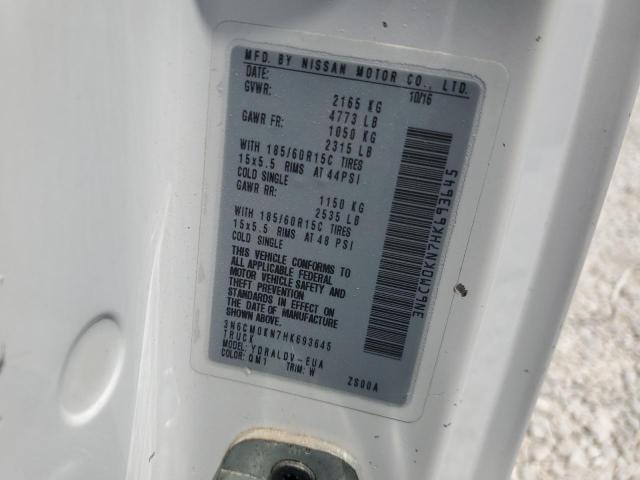 MFD. BY NISSAN MOTOR CO., LTD.
DATE: 10/16
GVWR: 2165 KG
4773 LB
GAWR FR: 1050 KG
2315 LB
WITH 185/60R15C TIRES
15x5.5 RIMS AT 44PSI
COLD SINGLE
GAWR RR: 1150 KG
2535 LB
WITH 185/60R15C TIRES
15x5.5 RIMS AT 48 PSI
COLD SINGLE
THIS VEHICLE CONFORMS TO
ALL APPLICABLE FEDERAL
MOTOR VEHICLE SAFETY AND
THEFT PREVENTION
STANDARDS IN EFFECT ON
THE DATE OF MANUFACTURE
SHOWN ABOVE.
3N6CM0KN7HK693645
TRUCK
MODEL: YDRALDV-EUA
COLOR: QM1 TRIM: W ZS00A
3N6CM0KN7HK693645